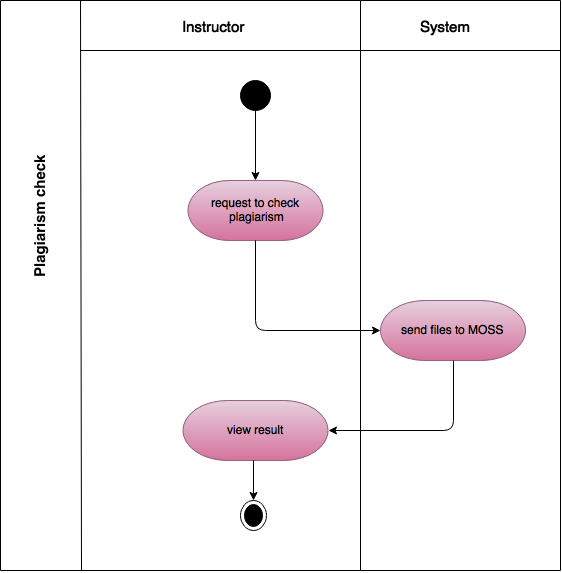 Instructor
System
Plagiarism check
request to check
plagiarism
send files to MOSS
view result